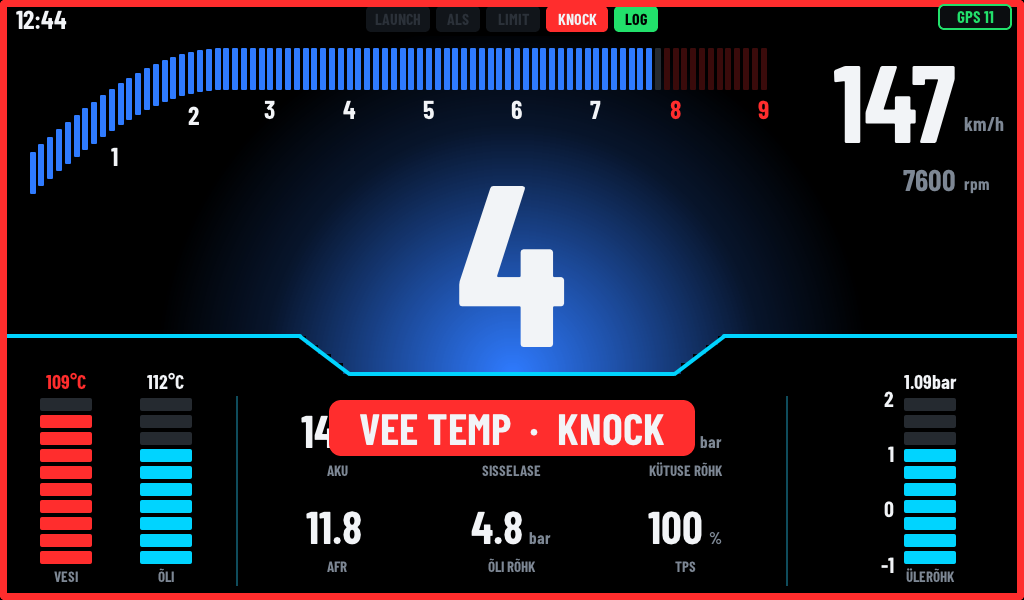 12:44
LAUNCH ALS LIMIT KNOCK LOG
GPS 11
1 2 3 4 5 6 7 8 9
147 km/h
7600 rpm
4
109°C 112°C
1.09bar
2
1
0
-1
VEE TEMP · KNOCK
14 bar
AKU SISSELASE KÜTUSE RÕHK
11.8 4.8 bar 100 %
AFR ÕLI RÕHK TPS
VESI ÕLI
ÜLERÕHK